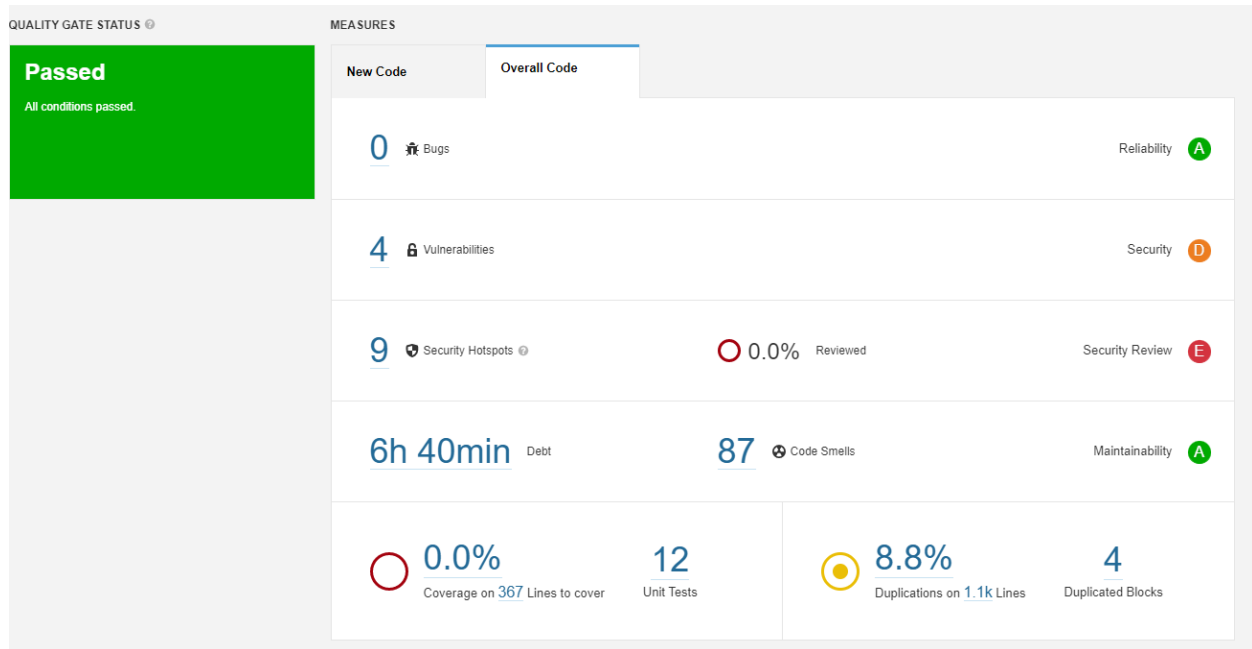 QUALITY GATE STATUS
MEASURES
Passed
All conditions passed.
New Code
Overall Code
0 Bugs
Reliability A
4 Vulnerabilities
Security D
9 Security Hotspots
0.0% Reviewed
Security Review E
6h 40min Debt
87 Code Smells
Maintainability A
0.0%
Coverage on 367 Lines to cover
12
Unit Tests
8.8%
Duplications on 1.1k Lines
4
Duplicated Blocks